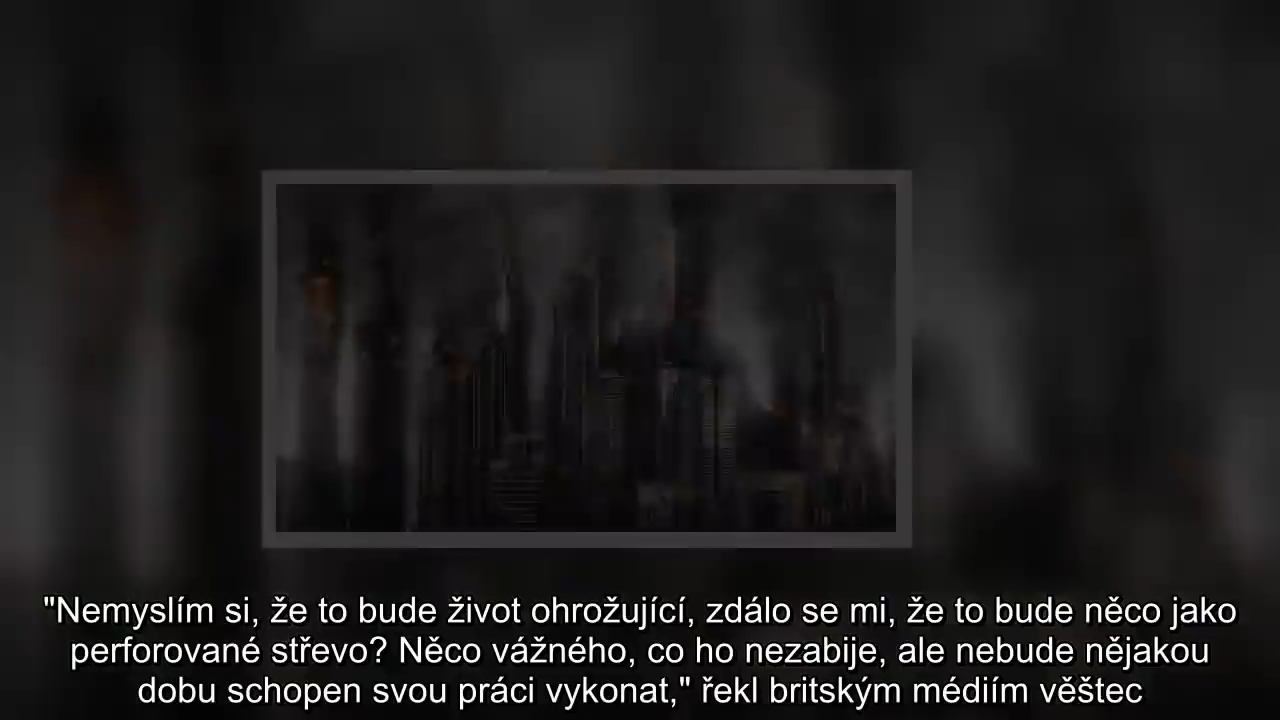 "Nemyslím si, že to bude život ohrožující, zdálo se mi, že to bude něco jako
perforované střevo? Něco vážného, co ho nezabije, ale nebude nějakou
dobu schopen svou práci vykonat," řekl britským médiím věštec